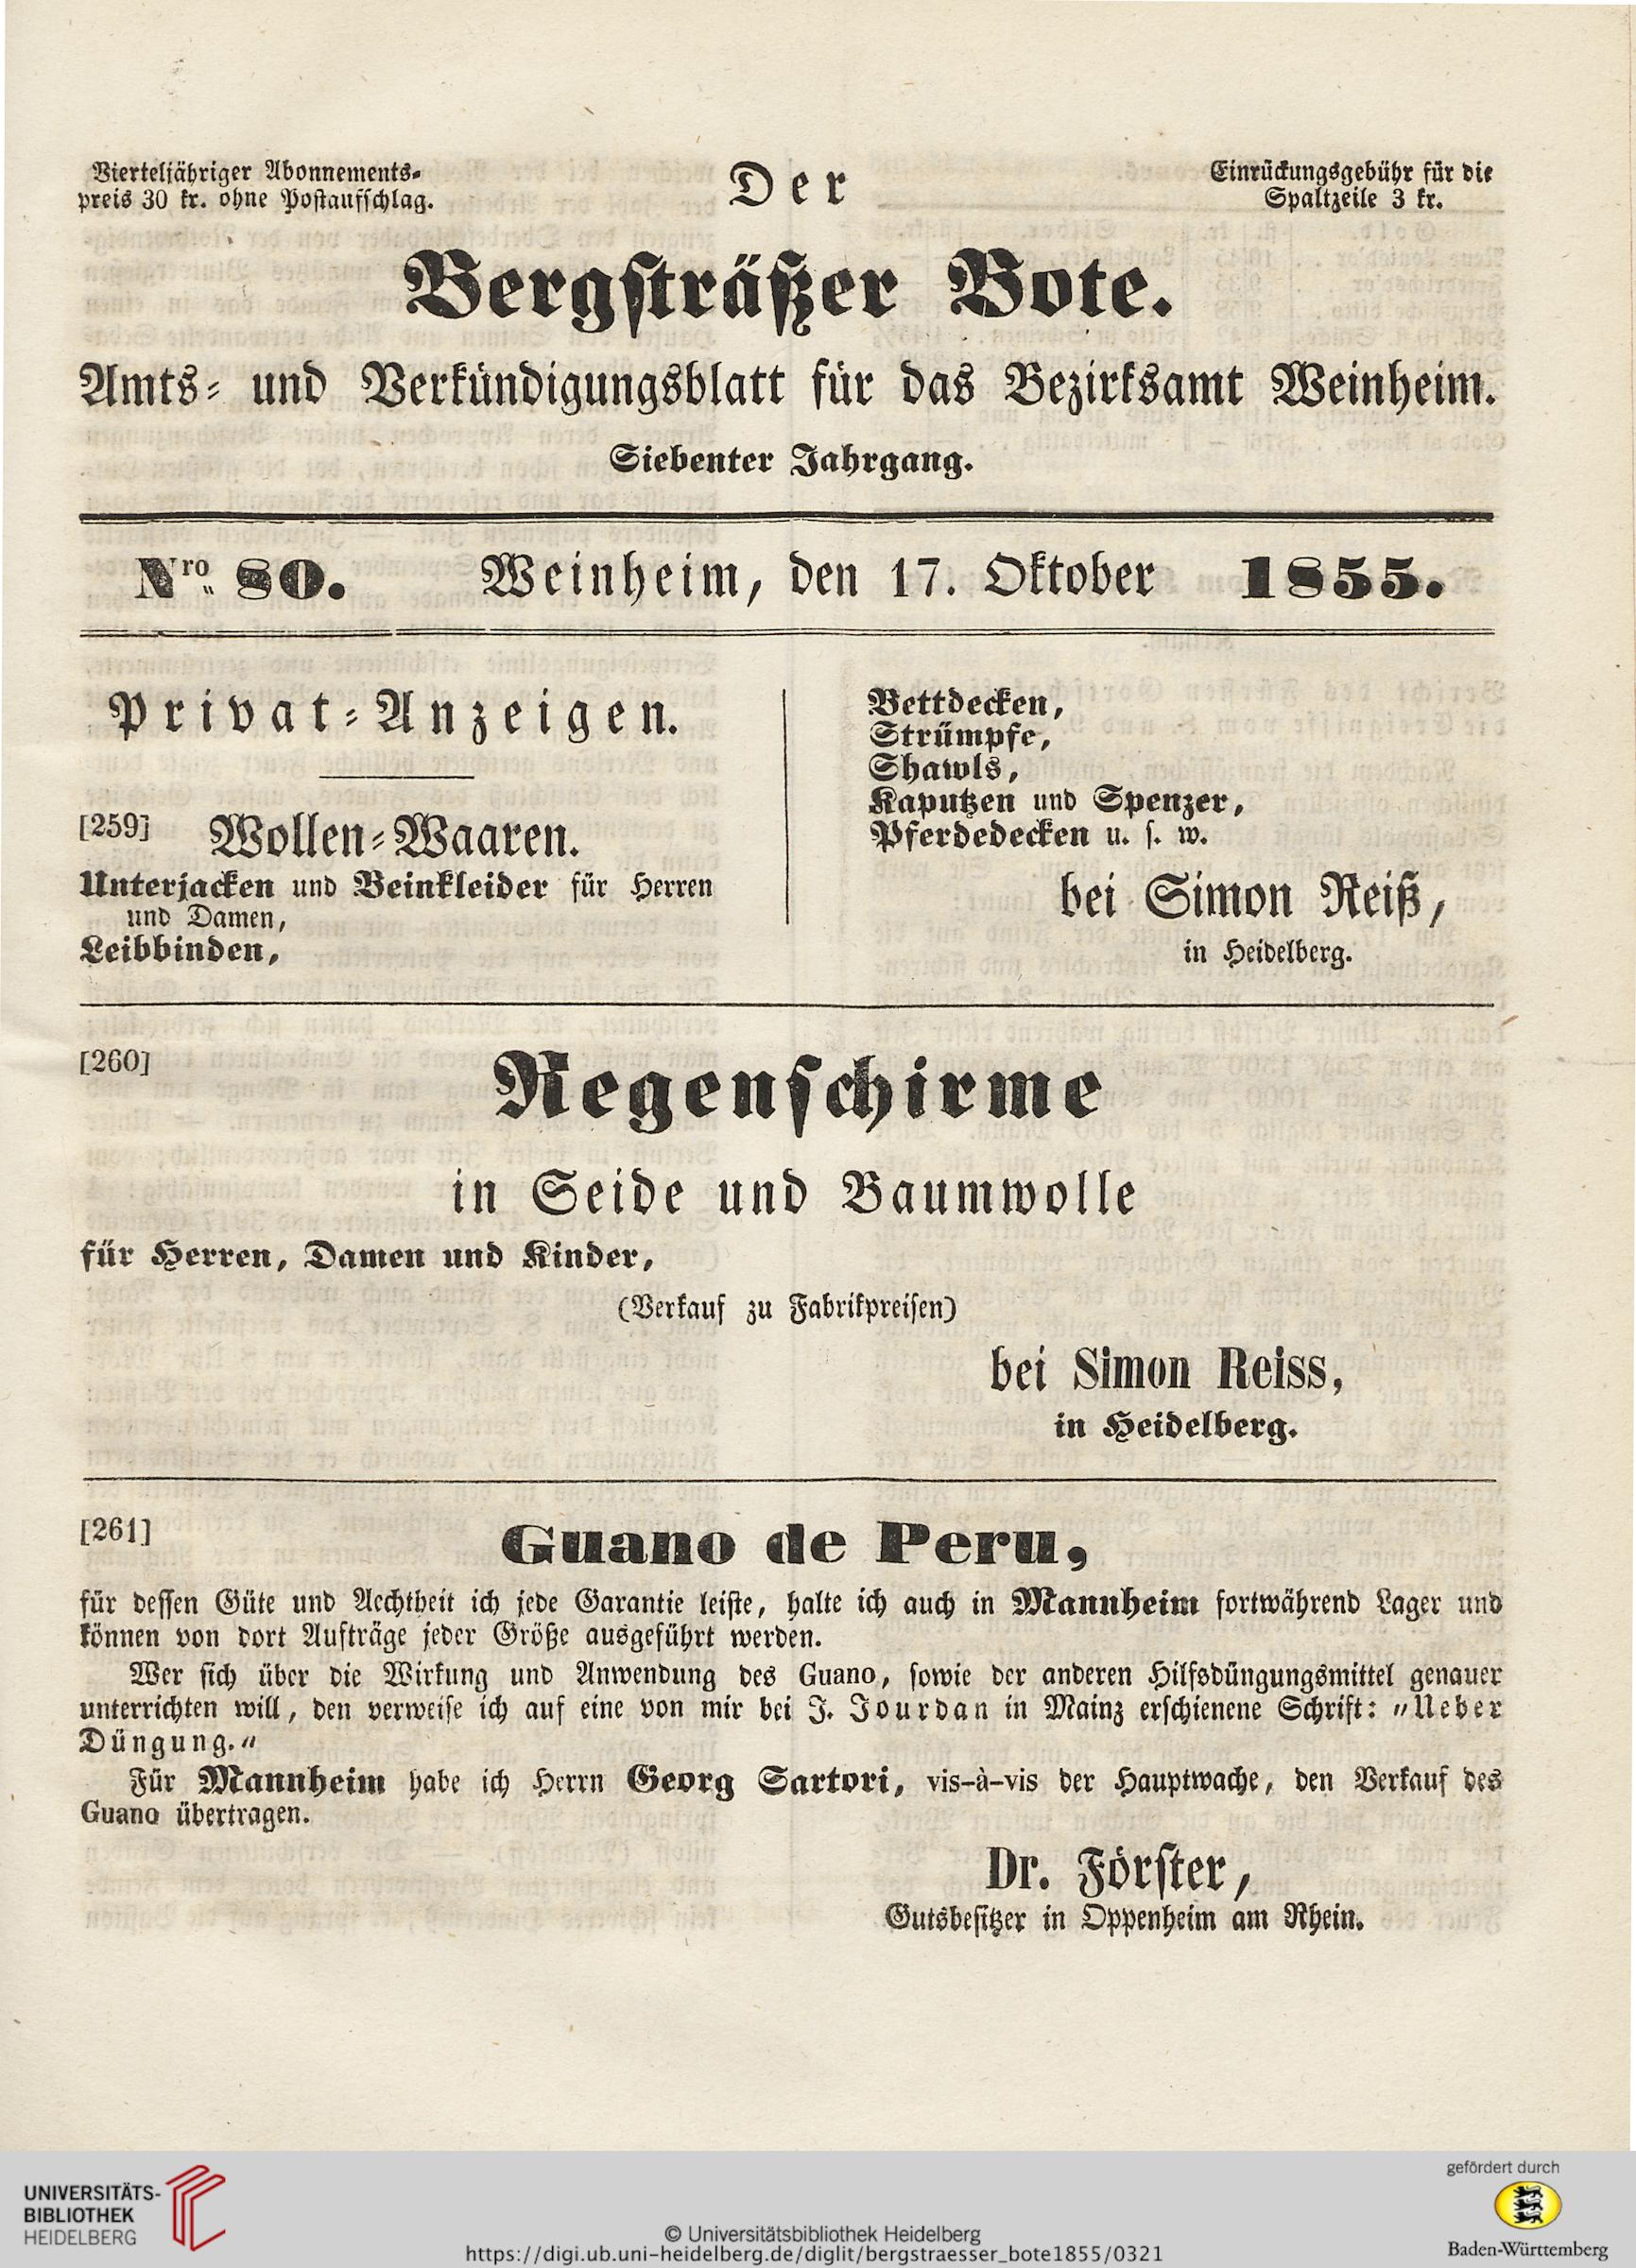 Vierteljähriger Abonnements-
preis 30 kr. ohne Postaufschlag.
Der
Einrückungsgebühr für die
Spaltzeile 3 kr.
Bergsträßer Bote.
Amts- und Verkündigungsblatt für das Bezirksamt Weinheim.
Siebenter Jahrgang.
Nro. 80. Weinheim, den 17. Oktober 1855.
Privat-Anzeigen.
[259] Wollen-Waaren.
Unterjacken und Beinkleider für Herren
und Damen,
Leibbinden,
Bettdecken,
Strümpfe,
Shawls,
Kaputzen und Spenzer,
Pferdedecken u. s. w.
bei Simon Reiß,
in Heidelberg.
[260]
Regenschirme
in Seide und Baumwolle
für Herren, Damen und Kinder,
(Verkauf zu Fabrikpreisen)
bei Simon Reiss,
in Heidelberg.
[261]
Guano de Peru,
für dessen Güte und Aechtheit ich jede Garantie leiste, halte ich auch in Mannheim fortwährend Lager und
können von dort Aufträge jeder Größe ausgeführt werden.
Wer sich über die Wirkung und Anwendung des Guano, sowie der anderen Hilfsdüngungsmittel genauer
unterrichten will, den verweise ich auf eine von mir bei J. Jourdan in Mainz erschienene Schrift: "Ueber
Düngung."
Für Mannheim habe ich Herrn Georg Sartori, vis-à-vis der Hauptwache, den Verkauf des
Guano übertragen.
Dr. Förster,
Gutsbesitzer in Oppenheim am Rhein.
UNIVERSITÄTS-
BIBLIOTHEK
HEIDELBERG
© Universitätsbibliothek Heidelberg
https://digi.ub.uni-heidelberg.de/diglit/bergstraesser_bote1855/0321
gefördert durch
Baden-Württemberg